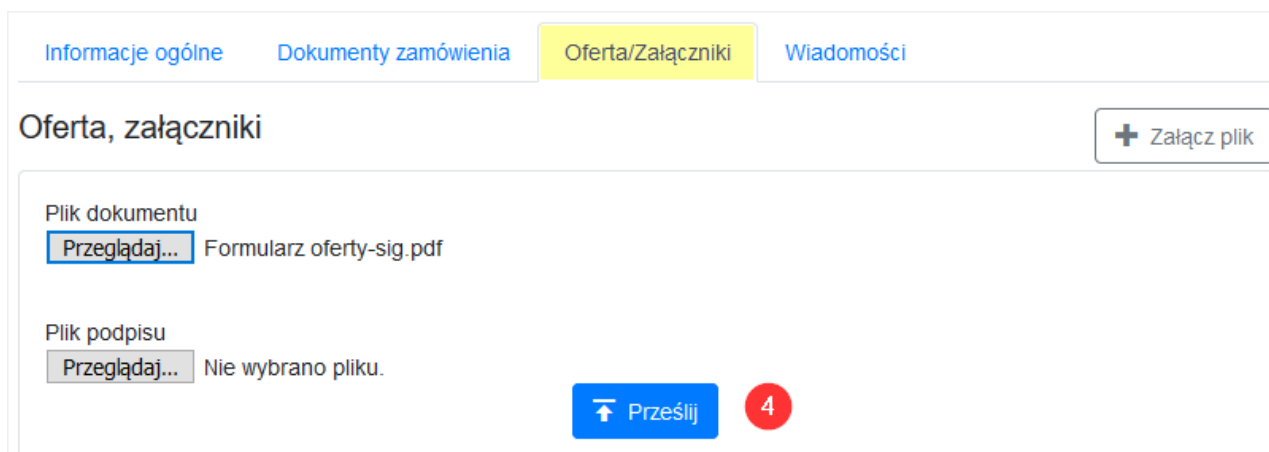 Informacje ogólne Dokumenty zamówienia Oferta/Załączniki Wiadomości
Oferta, załączniki
Załącz plik
Plik dokumentu
Przeglądaj... Formularz oferty-sig.pdf
Plik podpisu
Przeglądaj... Nie wybrano pliku.
Prześlij 4